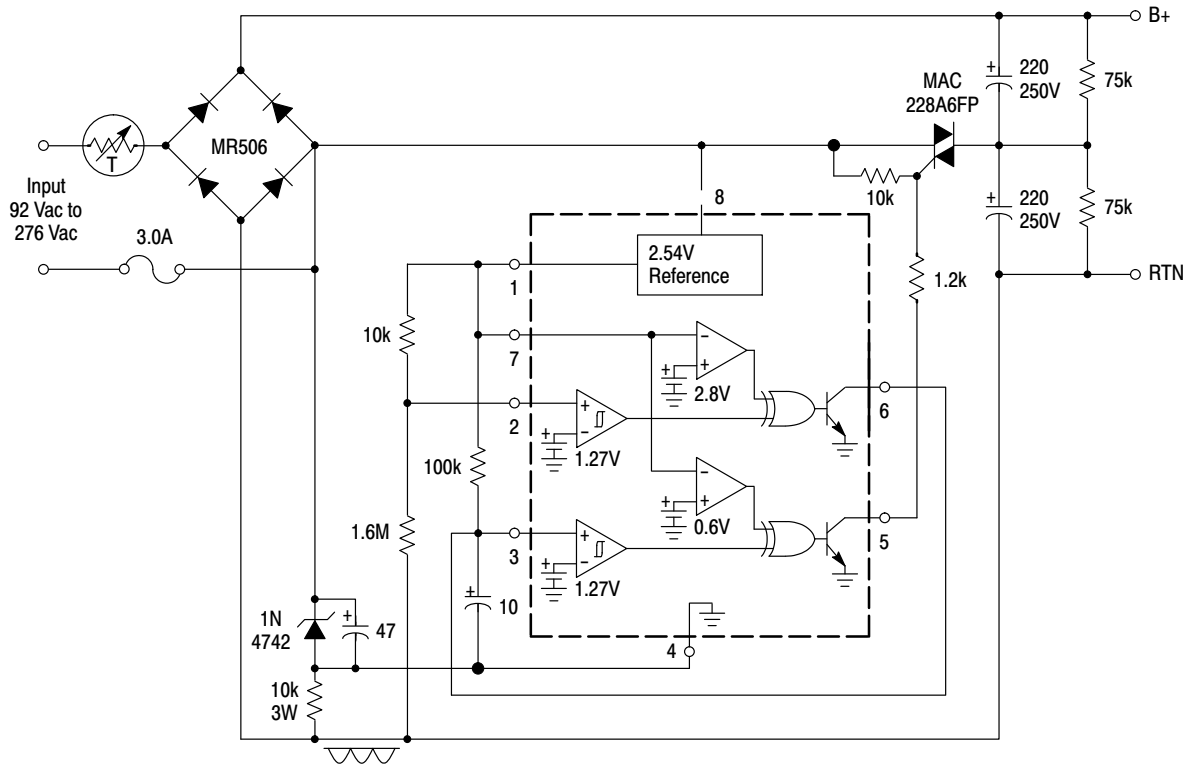 B+
220
250V
75k
MAC
228A6FP
MR506
T
Input
92 Vac to
276 Vac
3.0A
10k
8
220
250V
75k
2.54V
Reference
1
RTN
1.2k
10k
7
-
+
2.8V
6
+
2
+
-
+
1.27V
100k
-
+
0.6V
+
1.6M
3
+
-
+
1.27V
5
+
10
1N
4742
+
47
4
10k
3W
+
+